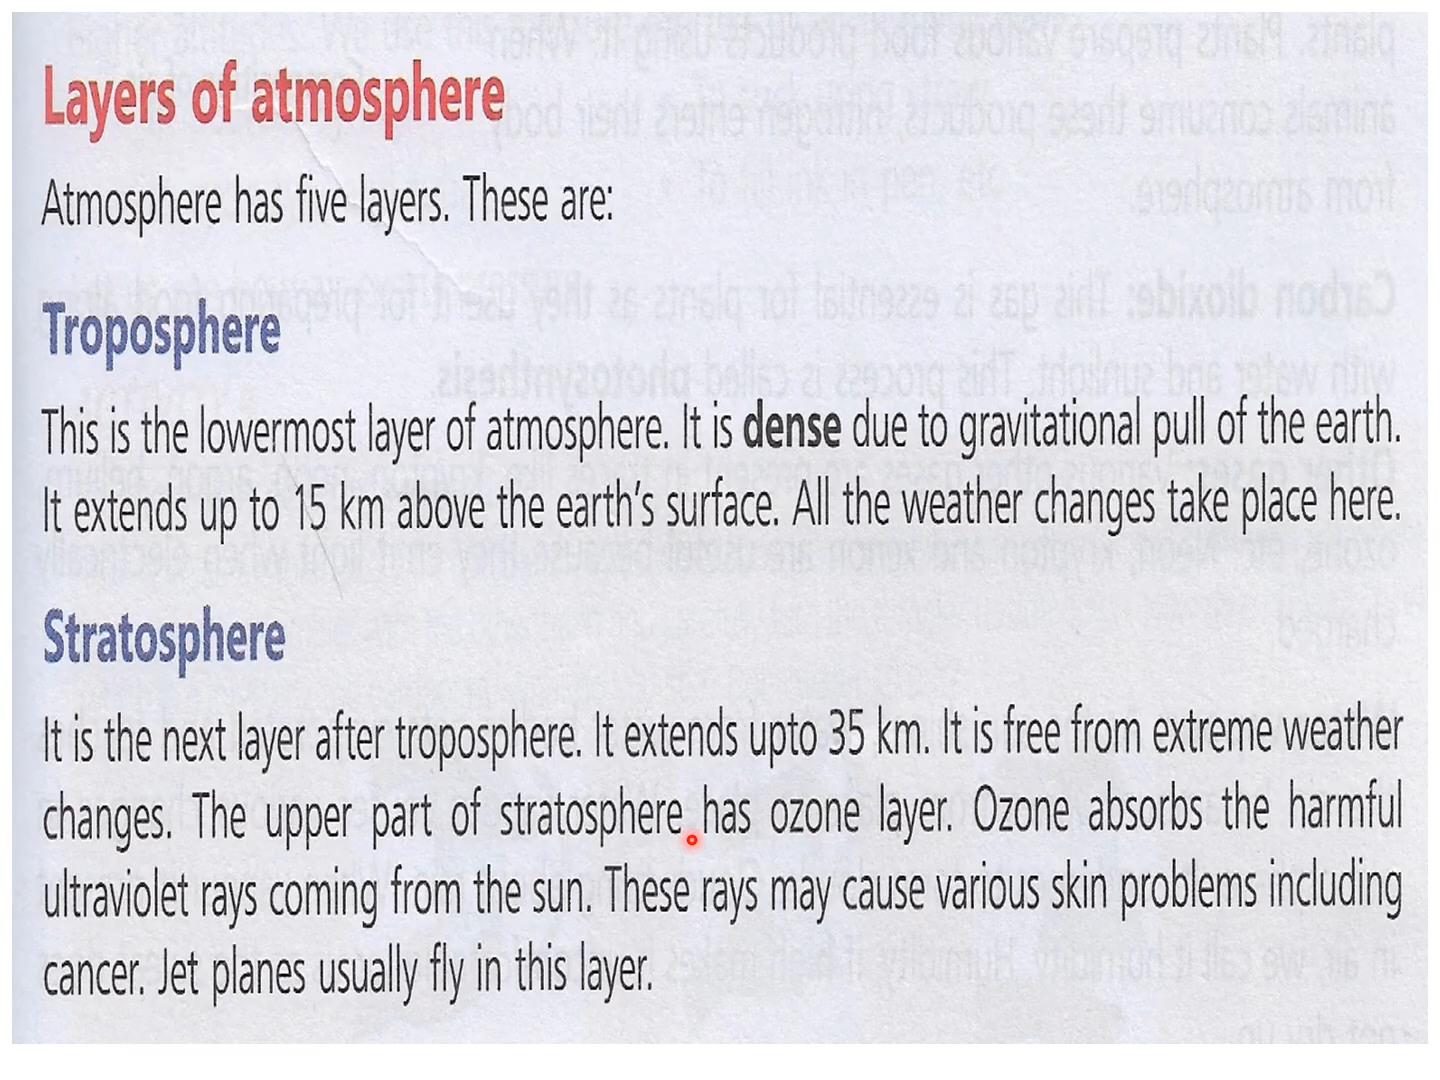 Layers of atmosphere
Atmosphere has five layers. These are:
Troposphere
This is the lowermost layer of atmosphere. It is dense due to gravitational pull of the earth.
It extends up to 15 km above the earth's surface. All the weather changes take place here.
Stratosphere
It is the next layer after troposphere. It extends upto 35 km. It is free from extreme weather
changes. The upper part of stratosphere has ozone layer. Ozone absorbs the harmful
ultraviolet rays coming from the sun. These rays may cause various skin problems including
cancer. Jet planes usually fly in this layer.